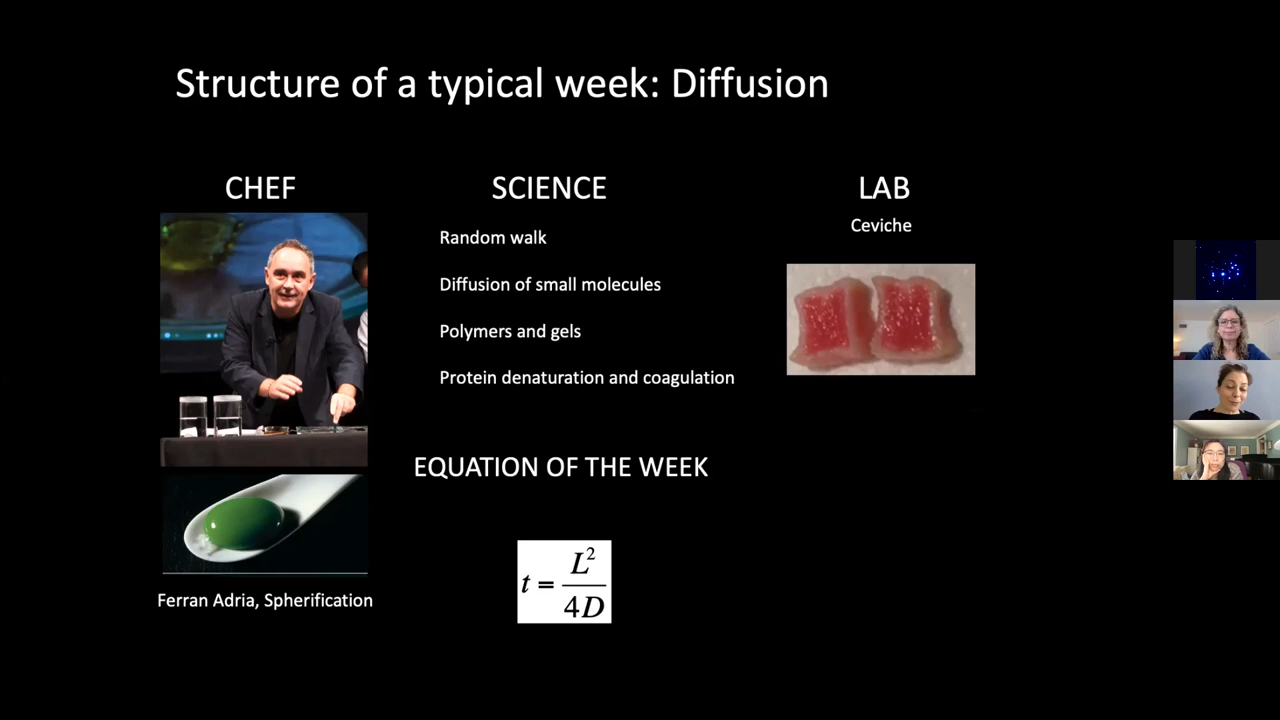 Structure of a typical week: Diffusion
CHEF
SCIENCE
LAB
Ceviche
Random walk
Diffusion of small molecules
Polymers and gels
Protein denaturation and coagulation
EQUATION OF THE WEEK
t = L² / 4D
Ferran Adria, Spherification